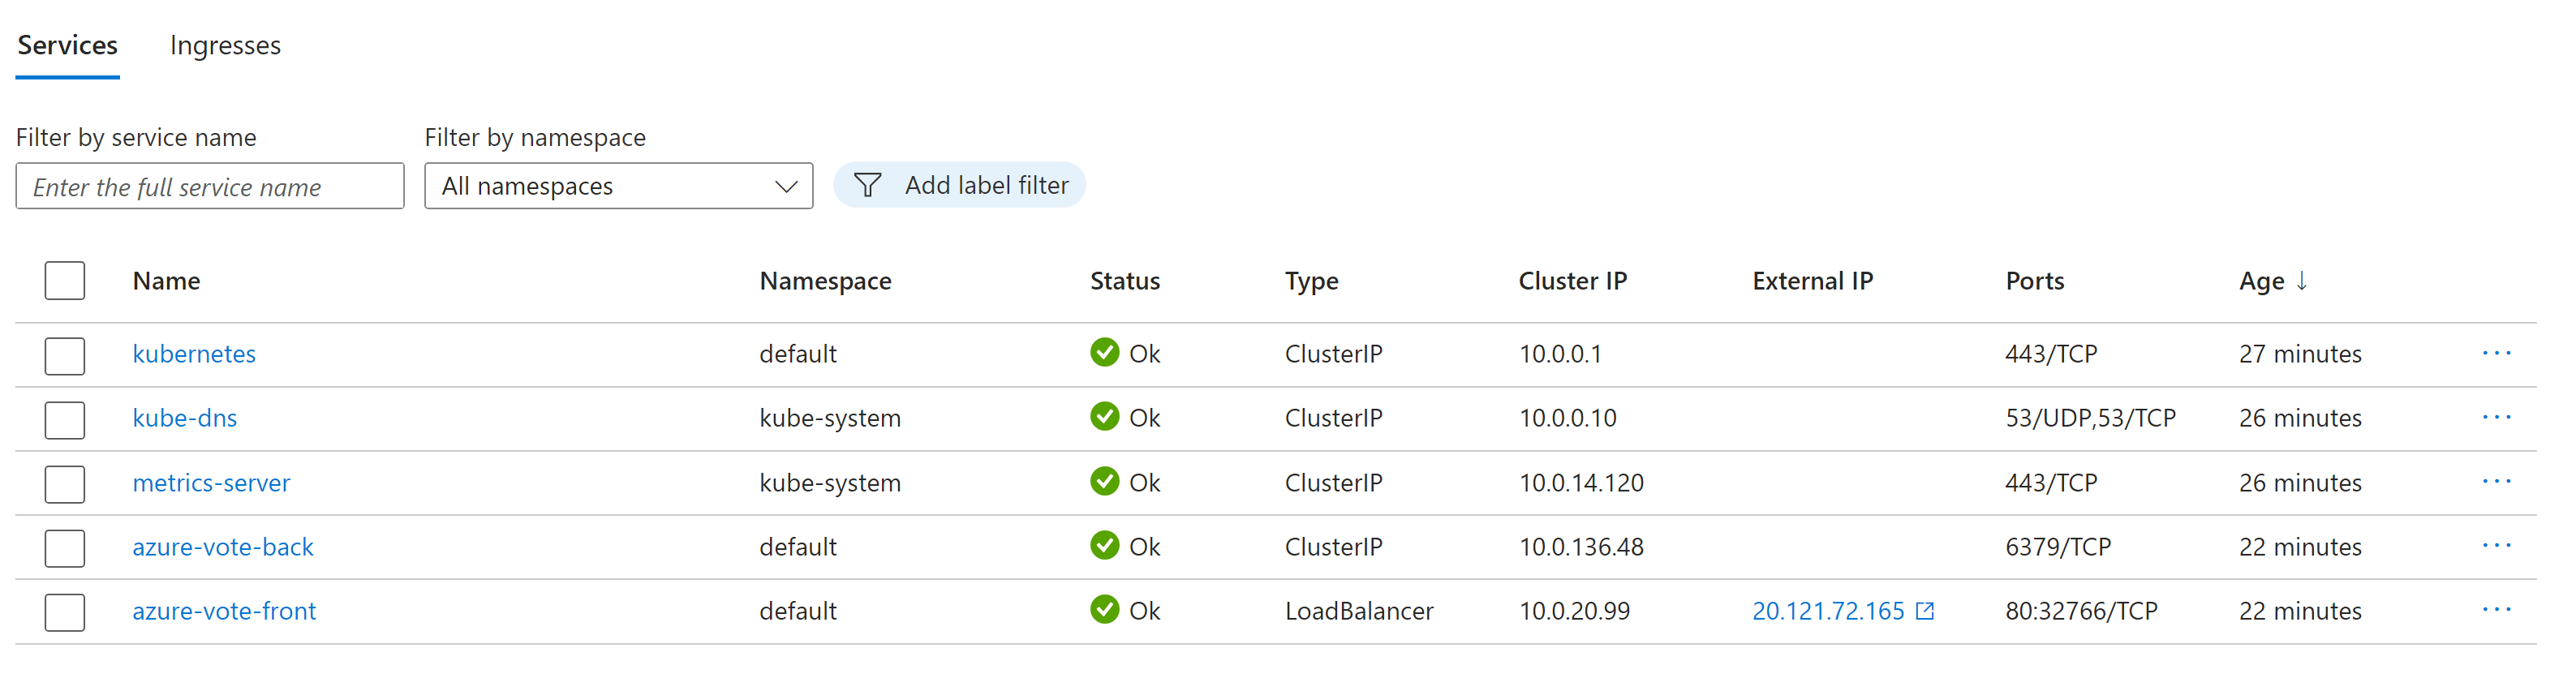 Services Ingresses
Filter by service name Filter by namespace
Enter the full service name All namespaces Add label filter
Name Namespace Status Type Cluster IP External IP Ports Age ↓
kubernetes default Ok ClusterIP 10.0.0.1 443/TCP 27 minutes ...
kube-dns kube-system Ok ClusterIP 10.0.0.10 53/UDP,53/TCP 26 minutes ...
metrics-server kube-system Ok ClusterIP 10.0.14.120 443/TCP 26 minutes ...
azure-vote-back default Ok ClusterIP 10.0.136.48 6379/TCP 22 minutes ...
azure-vote-front default Ok LoadBalancer 10.0.20.99 20.121.72.165 80:32766/TCP 22 minutes ...